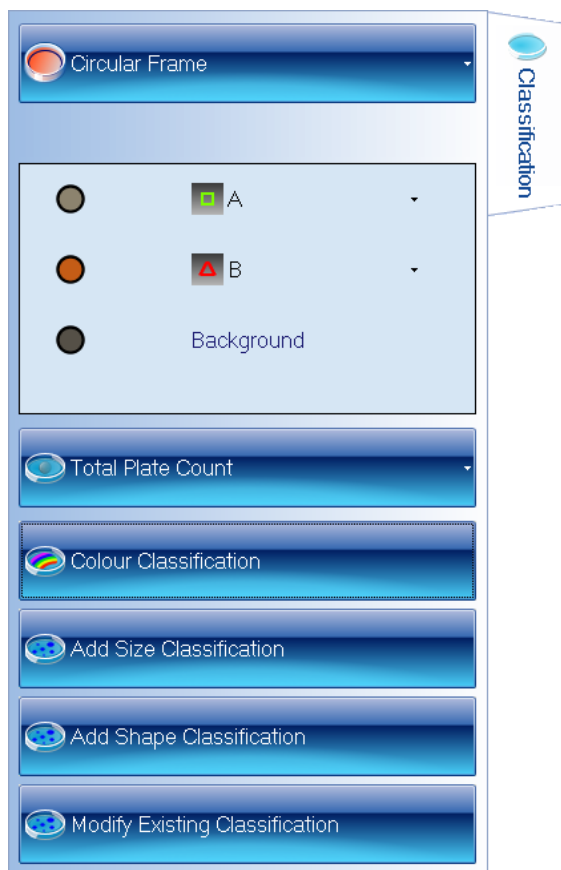 Circular Frame
Classification
A
B
Background
Total Plate Count
Colour Classification
Add Size Classification
Add Shape Classification
Modify Existing Classification